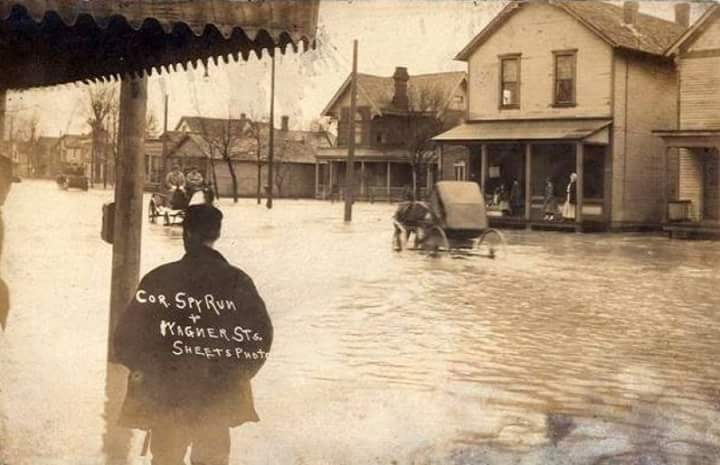 COR. SPY RUN
+
WAGNER STS.
SHEETS PHOTO